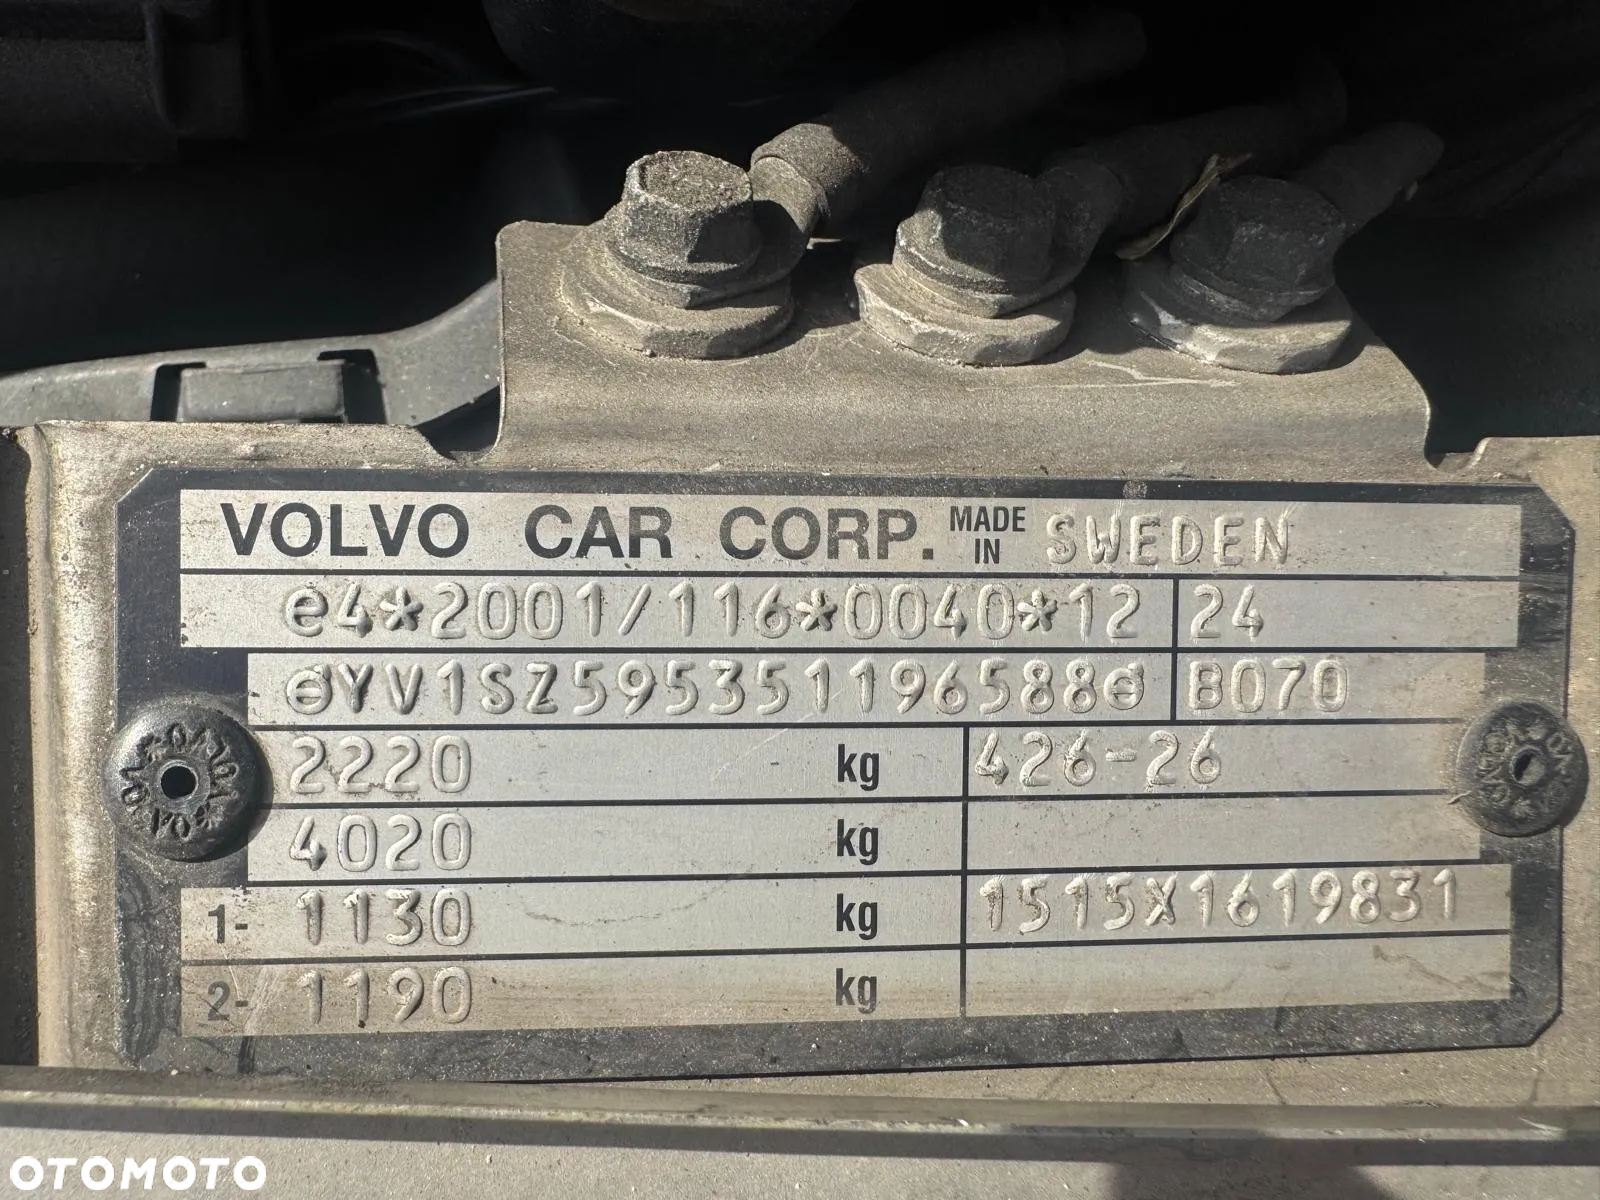 VOLVO CAR CORP. MADE IN SWEDEN
e4*2001/116*0040*12 24
YV1SZ595351196588 B070
2220 kg 426-26
4020 kg
1- 1130 kg 1515X1619831
2- 1190 kg
OTOMOTO